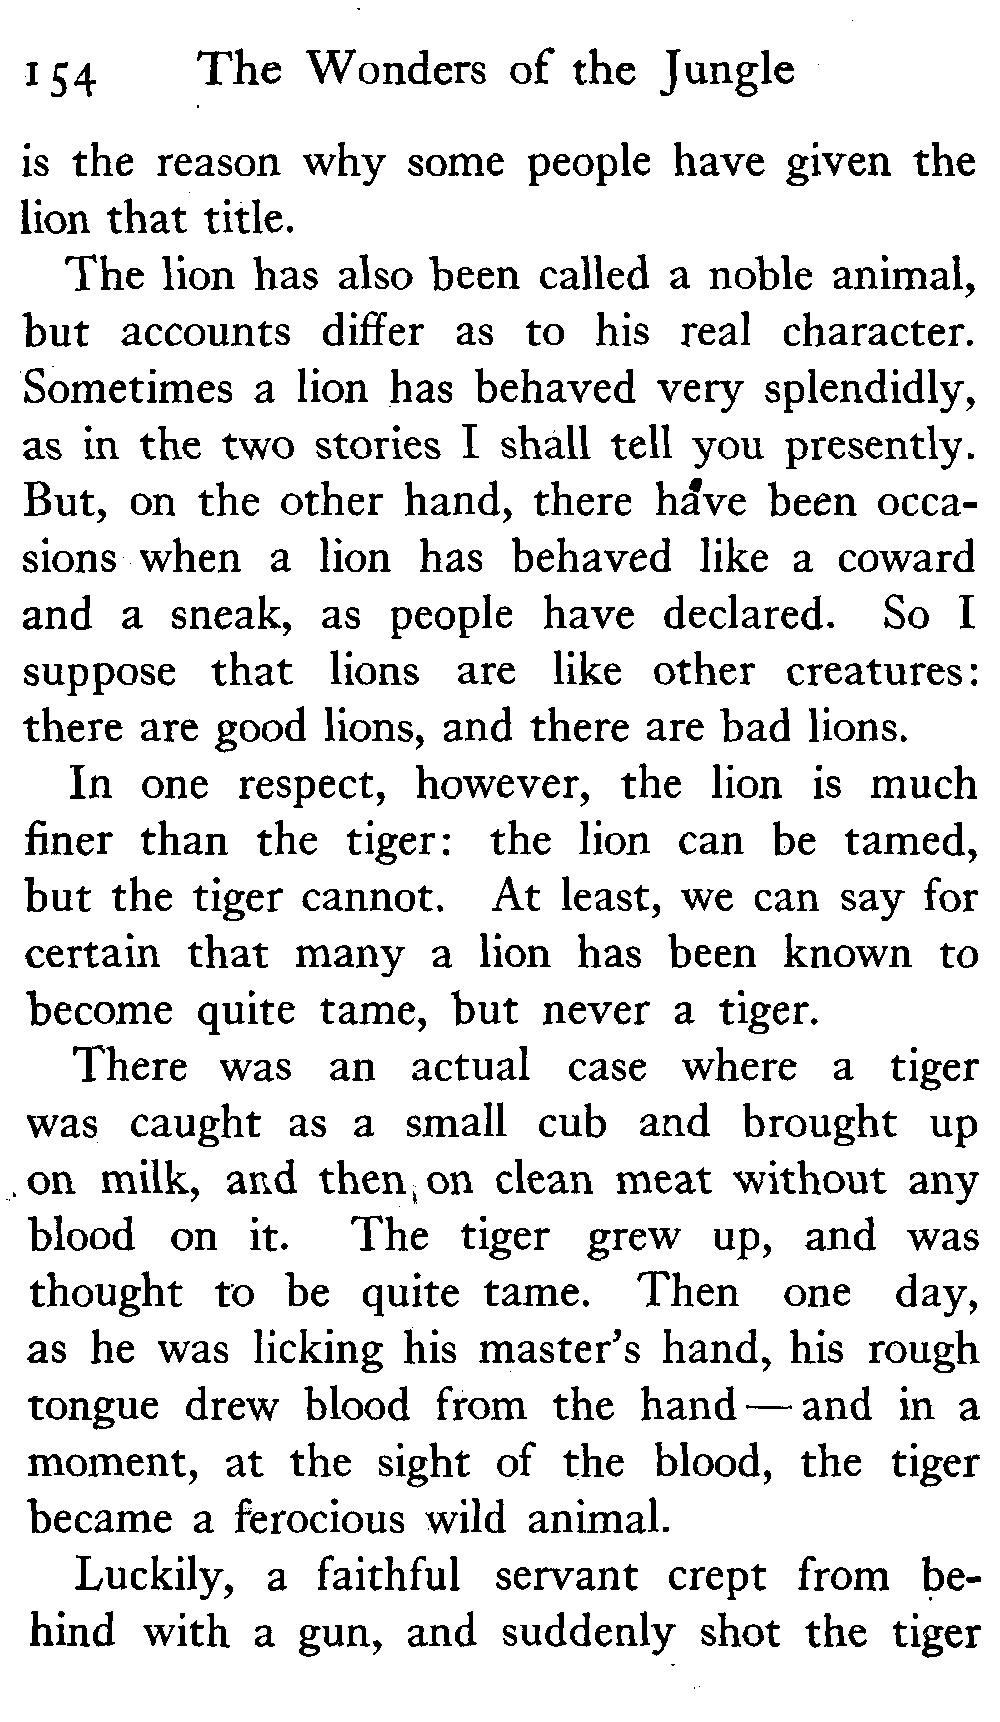 154 The Wonders of the Jungle
is the reason why some people have given the
lion that title.
The lion has also been called a noble animal,
but accounts differ as to his real character.
Sometimes a lion has behaved very splendidly,
as in the two stories I shall tell you presently.
But, on the other hand, there have been occa-
sions when a lion has behaved like a coward
and a sneak, as people have declared. So I
suppose that lions are like other creatures:
there are good lions, and there are bad lions.
In one respect, however, the lion is much
finer than the tiger: the lion can be tamed,
but the tiger cannot. At least, we can say for
certain that many a lion has been known to
become quite tame, but never a tiger.
There was an actual case where a tiger
was caught as a small cub and brought up
on milk, and then on clean meat without any
blood on it. The tiger grew up, and was
thought to be quite tame. Then one day,
as he was licking his master's hand, his rough
tongue drew blood from the hand—and in a
moment, at the sight of the blood, the tiger
became a ferocious wild animal.
Luckily, a faithful servant crept from be-
hind with a gun, and suddenly shot the tiger